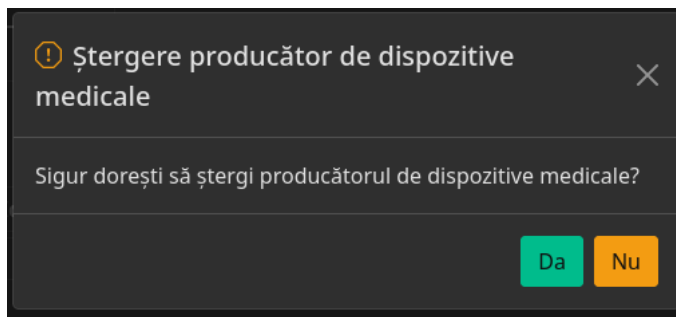 Ștergere producător de dispozitive
medicale
Sigur dorești să ștergi producătorul de dispozitive medicale?
Da Nu